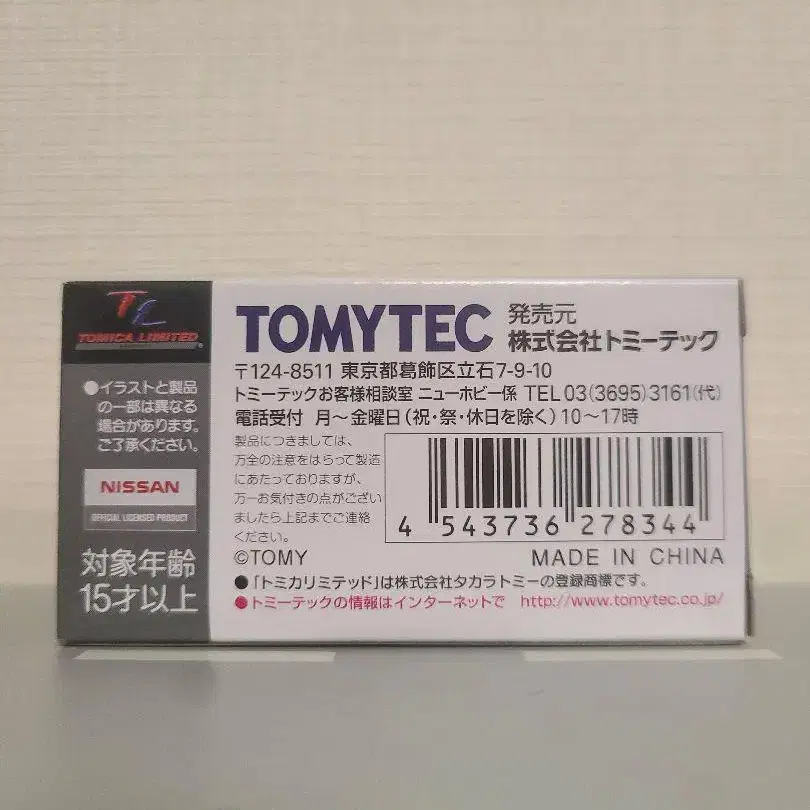 TL
TOMICA LIMITED
●イラストと製品
の一部は異なる
場合があります。
ご了承ください。
NISSAN
OFFICIAL LICENSED PRODUCT
対象年齢
15才以上
TOMYTEC
発売元
株式会社トミーテック
〒124-8511 東京都葛飾区立石7-9-10
トミーテックお客様相談室 ニューホビー係 TEL 03(3695)3161(代)
電話受付 月～金曜日(祝・祭・休日を除く)10～17時
製品につきましては、
万全の注意をはらって製造
にあたっておりますが、
万一お気付きの点がござい
ましたら上記までご連絡
ください。
4 543736 278344
©TOMY
MADE IN CHINA
●「トミカリミテッド」は株式会社タカラトミーの登録商標です。
●トミーテックの情報はインターネットで http://www.tomytec.co.jp/